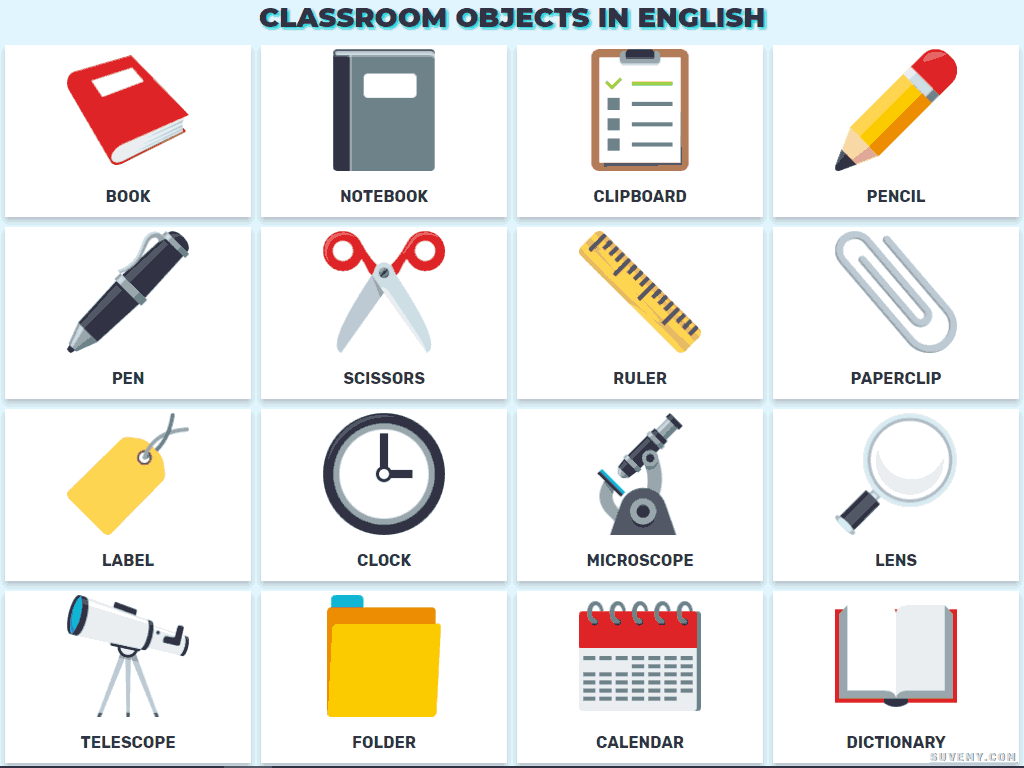 CLASSROOM OBJECTS IN ENGLISH
BOOK
NOTEBOOK
CLIPBOARD
PENCIL
PEN
SCISSORS
RULER
PAPERCLIP
LABEL
CLOCK
MICROSCOPE
LENS
TELESCOPE
FOLDER
CALENDAR
DICTIONARY
SUVEMY.COM